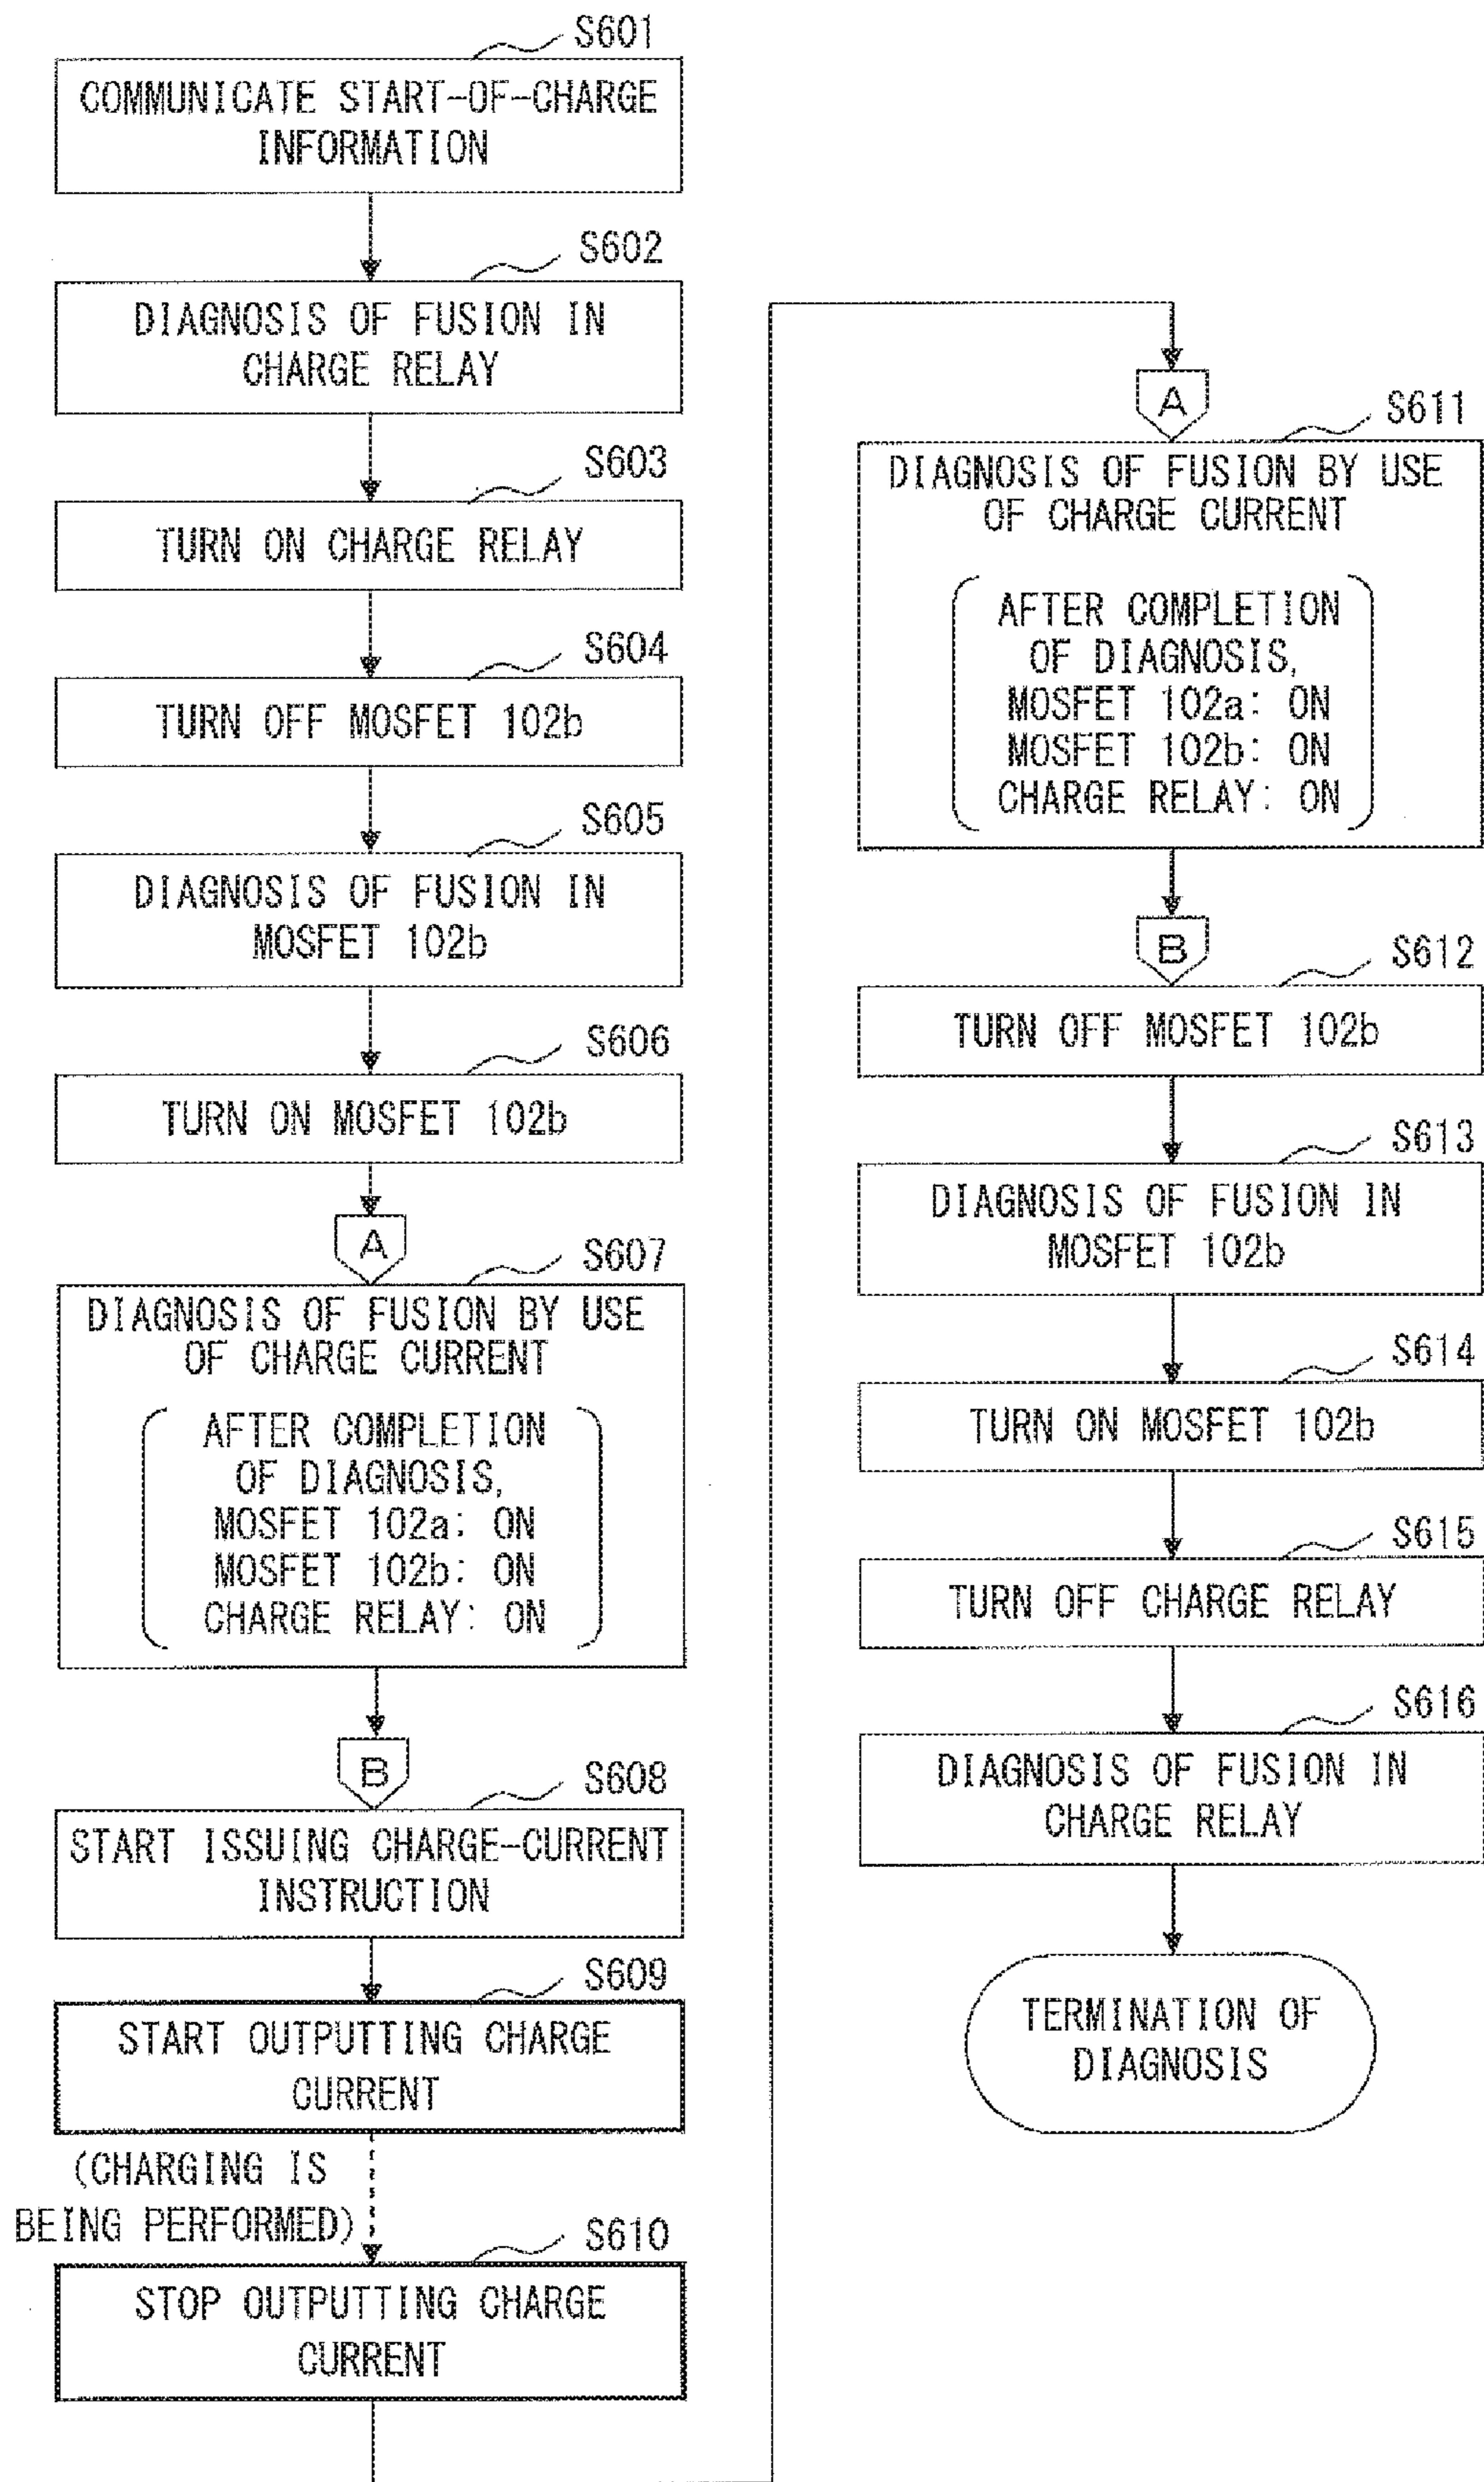 S601
COMMUNICATE START-OF-CHARGE
INFORMATION
S602
DIAGNOSIS OF FUSION IN
CHARGE RELAY
S603
TURN ON CHARGE RELAY
S604
TURN OFF MOSFET 102b
S605
DIAGNOSIS OF FUSION IN
MOSFET 102b
S606
TURN ON MOSFET 102b
A
S607
DIAGNOSIS OF FUSION BY USE
OF CHARGE CURRENT
AFTER COMPLETION
OF DIAGNOSIS,
MOSFET 102a: ON
MOSFET 102b: ON
CHARGE RELAY: ON
B
S608
START ISSUING CHARGE-CURRENT
INSTRUCTION
S609
START OUTPUTTING CHARGE
CURRENT
(CHARGING IS
BEING PERFORMED)
S610
STOP OUTPUTTING CHARGE
CURRENT
A
S611
DIAGNOSIS OF FUSION BY USE
OF CHARGE CURRENT
AFTER COMPLETION
OF DIAGNOSIS,
MOSFET 102a: ON
MOSFET 102b: ON
CHARGE RELAY: ON
B
S612
TURN OFF MOSFET 102b
S613
DIAGNOSIS OF FUSION IN
MOSFET 102b
S614
TURN ON MOSFET 102b
S615
TURN OFF CHARGE RELAY
S616
DIAGNOSIS OF FUSION IN
CHARGE RELAY
TERMINATION OF
DIAGNOSIS